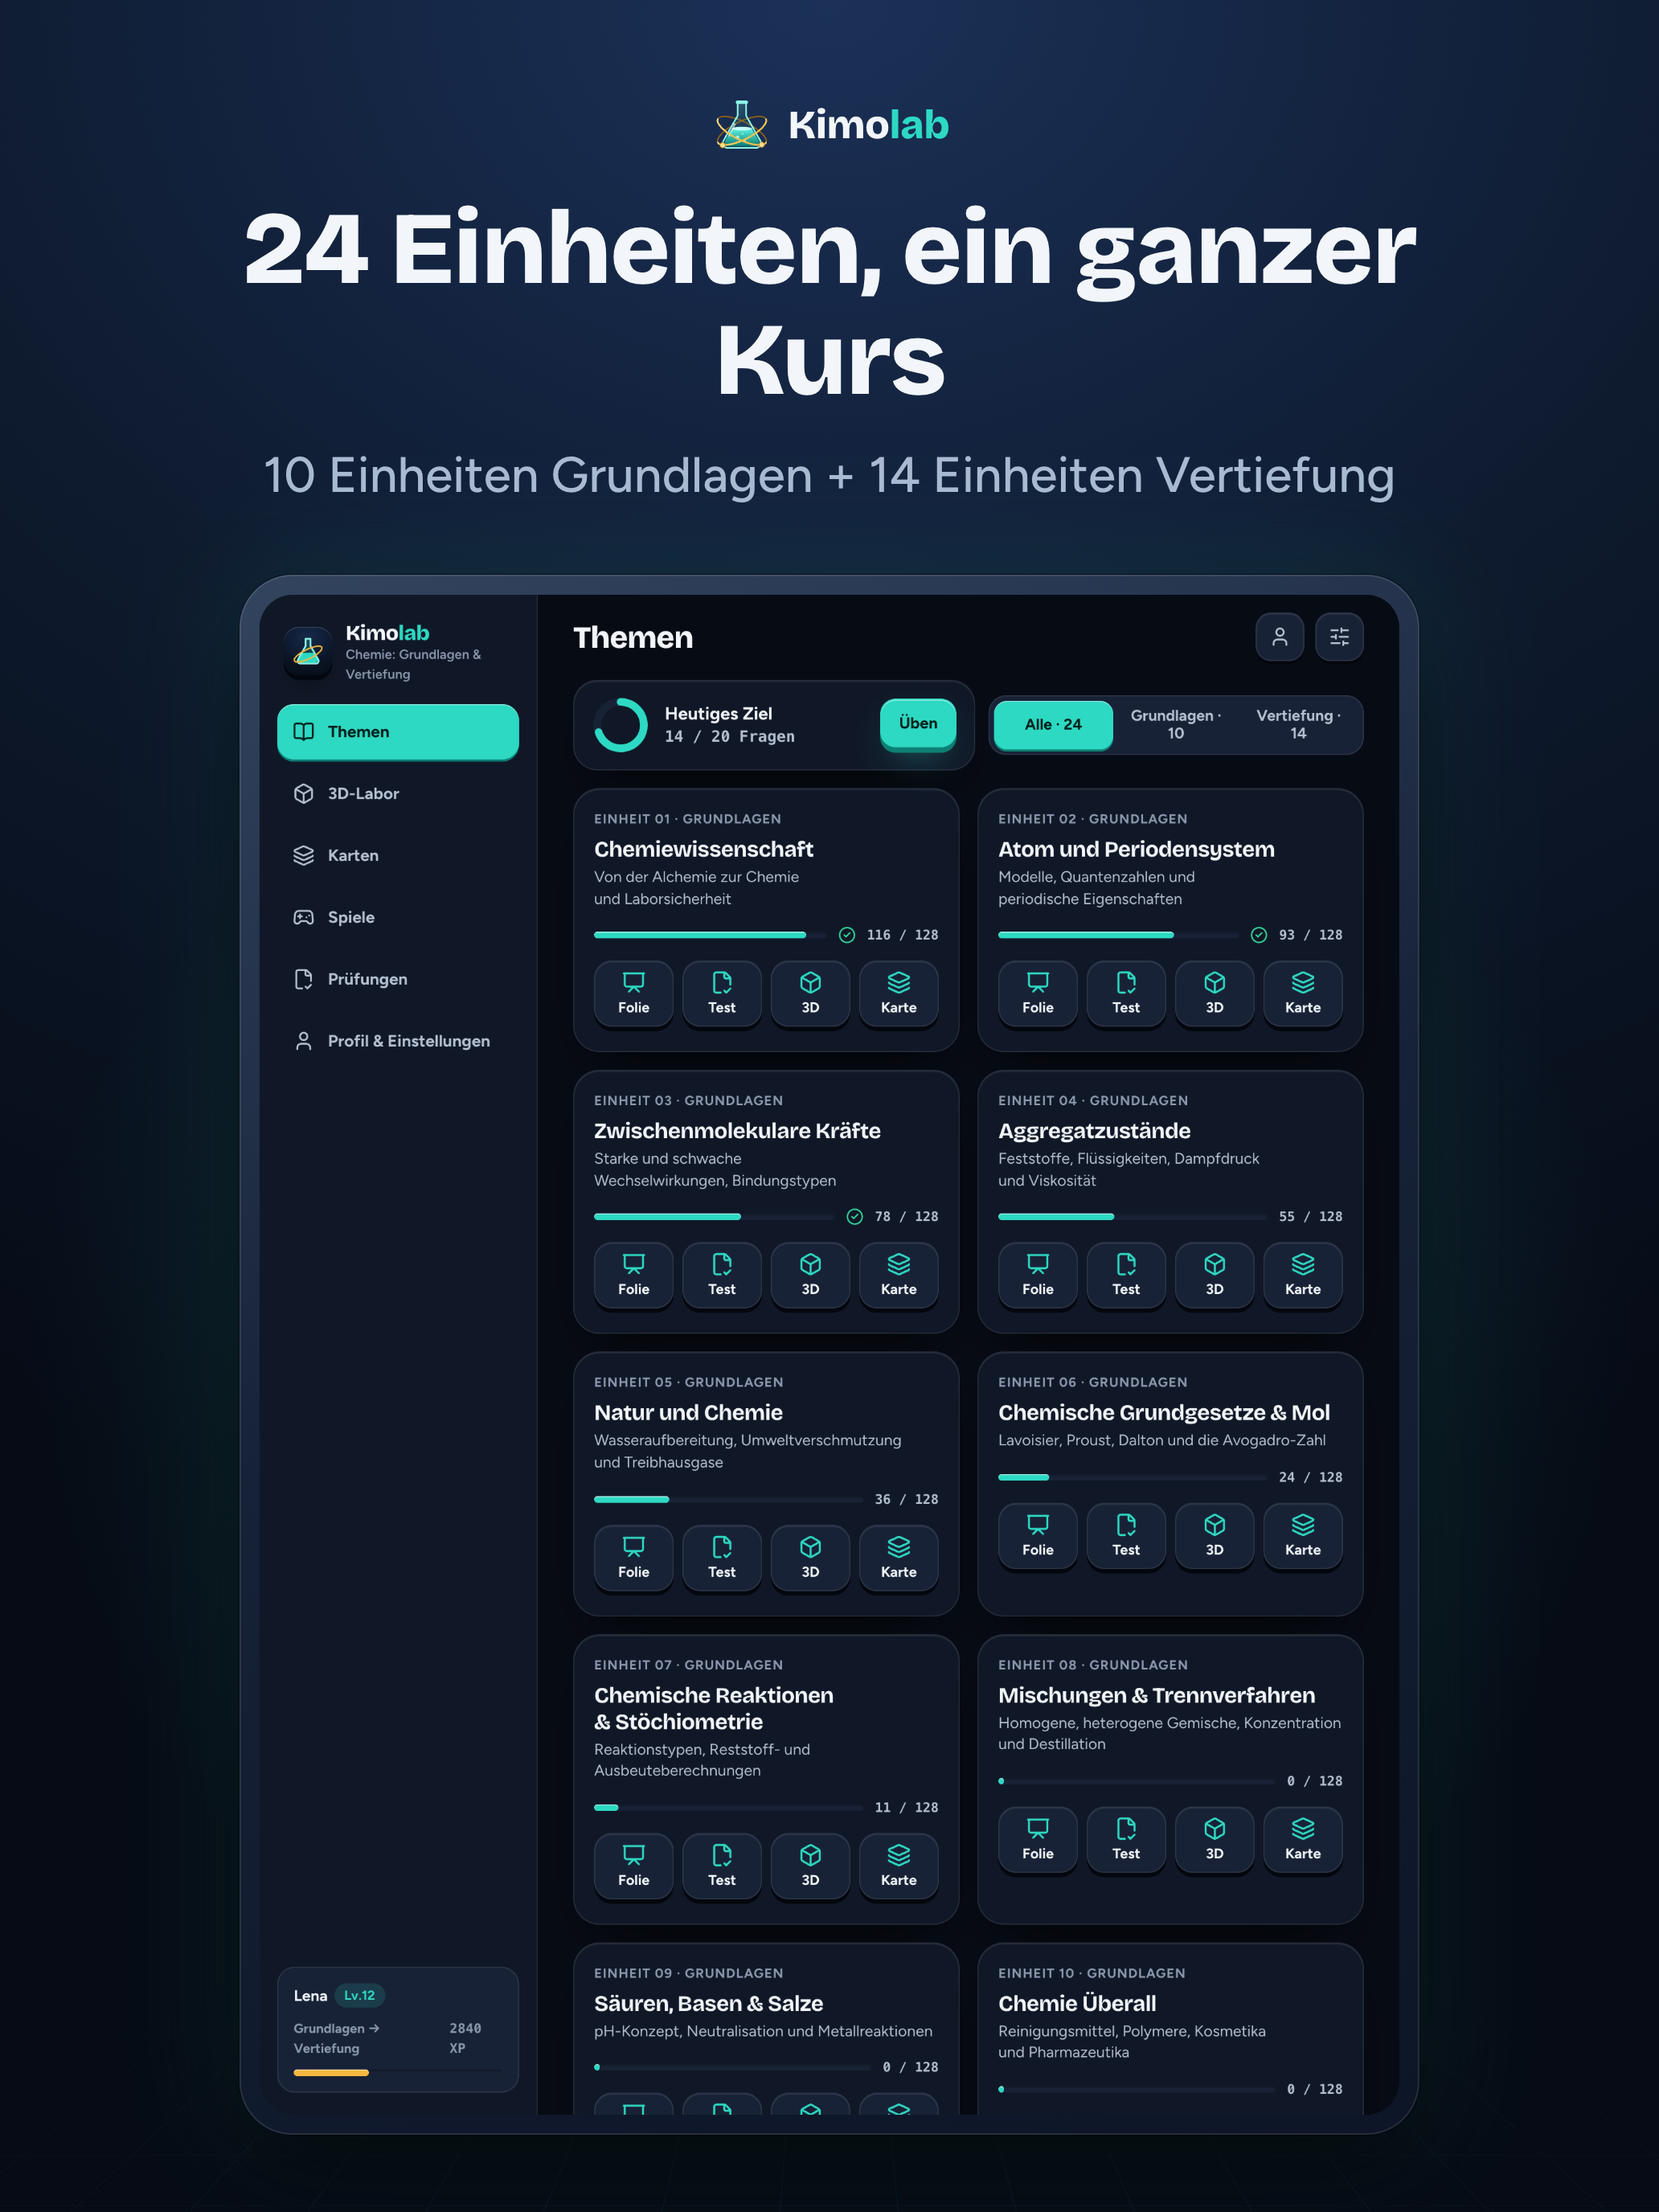 Kimolab
24 Einheiten, ein ganzer
Kurs
10 Einheiten Grundlagen + 14 Einheiten Vertiefung
Kimolab
Chemie: Grundlagen &
Vertiefung
Themen
3D-Labor
Karten
Spiele
Prüfungen
Profil & Einstellungen
Lena Lv.12
Grundlagen → 2840
Vertiefung XP
Themen
Heutiges Ziel
14 / 20 Fragen
Üben
Alle · 24
Grundlagen ·
10
Vertiefung ·
14
EINHEIT 01 · GRUNDLAGEN
Chemiewissenschaft
Von der Alchemie zur Chemie
und Laborsicherheit
116 / 128
Folie Test 3D Karte
EINHEIT 02 · GRUNDLAGEN
Atom und Periodensystem
Modelle, Quantenzahlen und
periodische Eigenschaften
93 / 128
Folie Test 3D Karte
EINHEIT 03 · GRUNDLAGEN
Zwischenmolekulare Kräfte
Starke und schwache
Wechselwirkungen, Bindungstypen
78 / 128
Folie Test 3D Karte
EINHEIT 04 · GRUNDLAGEN
Aggregatzustände
Feststoffe, Flüssigkeiten, Dampfdruck
und Viskosität
55 / 128
Folie Test 3D Karte
EINHEIT 05 · GRUNDLAGEN
Natur und Chemie
Wasseraufbereitung, Umweltverschmutzung
und Treibhausgase
36 / 128
Folie Test 3D Karte
EINHEIT 06 · GRUNDLAGEN
Chemische Grundgesetze & Mol
Lavoisier, Proust, Dalton und die Avogadro-Zahl
24 / 128
Folie Test 3D Karte
EINHEIT 07 · GRUNDLAGEN
Chemische Reaktionen
& Stöchiometrie
Reaktionstypen, Reststoff- und
Ausbeuteberechnungen
11 / 128
Folie Test 3D Karte
EINHEIT 08 · GRUNDLAGEN
Mischungen & Trennverfahren
Homogene, heterogene Gemische, Konzentration
und Destillation
0 / 128
Folie Test 3D Karte
EINHEIT 09 · GRUNDLAGEN
Säuren, Basen & Salze
pH-Konzept, Neutralisation und Metallreaktionen
0 / 128
EINHEIT 10 · GRUNDLAGEN
Chemie Überall
Reinigungsmittel, Polymere, Kosmetika
und Pharmazeutika
0 / 128